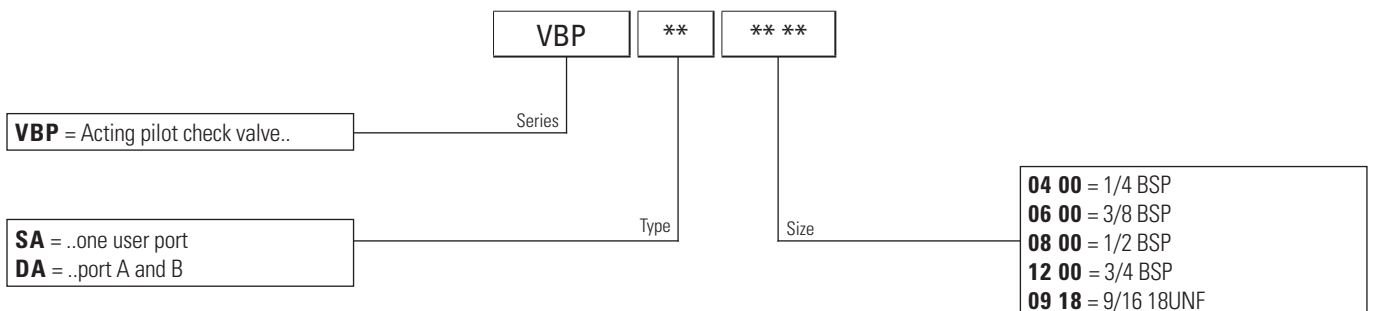 VBP ** ** **
Series
VBP = Acting pilot check valve..
Type
SA = ..one user port
DA = ..port A and B
Size
04 00 = 1/4 BSP
06 00 = 3/8 BSP
08 00 = 1/2 BSP
12 00 = 3/4 BSP
09 18 = 9/16 18UNF